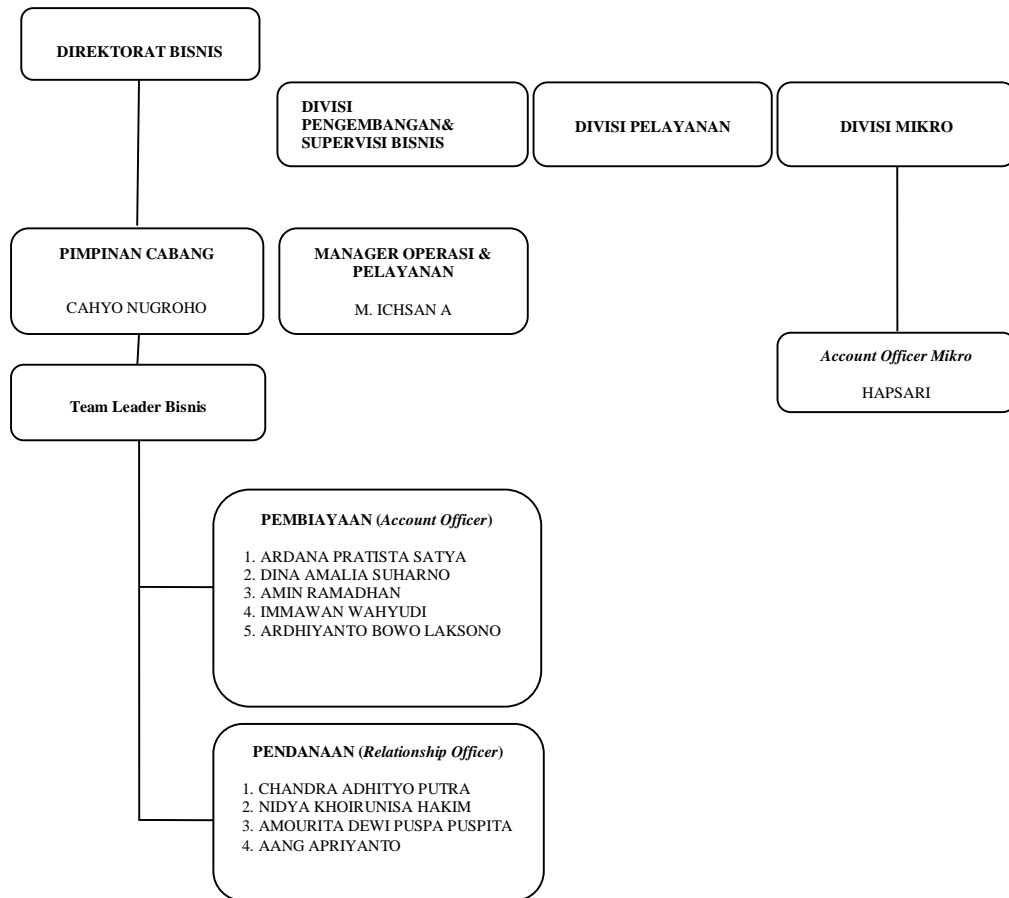 DIREKTORAT BISNIS
DIVISI
PENGEMBANGAN&
SUPERVISI BISNIS
DIVISI PELAYANAN
DIVISI MIKRO
PIMPINAN CABANG
CAHYO NUGROHO
MANAGER OPERASI &
PELAYANAN
M. ICHSAN A
Account Officer Mikro
HAPSARI
Team Leader Bisnis
PEMBIAYAAN (Account Officer)
1. ARDANA PRATISTA SATYA
2. DINA AMALIA SUHARNO
3. AMIN RAMADHAN
4. IMMAWAN WAHYUDI
5. ARDHIYANTO BOWO LAKSONO
PENDANAAN (Relationship Officer)
1. CHANDRA ADHITYO PUTRA
2. NIDYA KHOIRUNISA HAKIM
3. AMOURITA DEWI PUSPA PUSPITA
4. AANG APRIYANTO